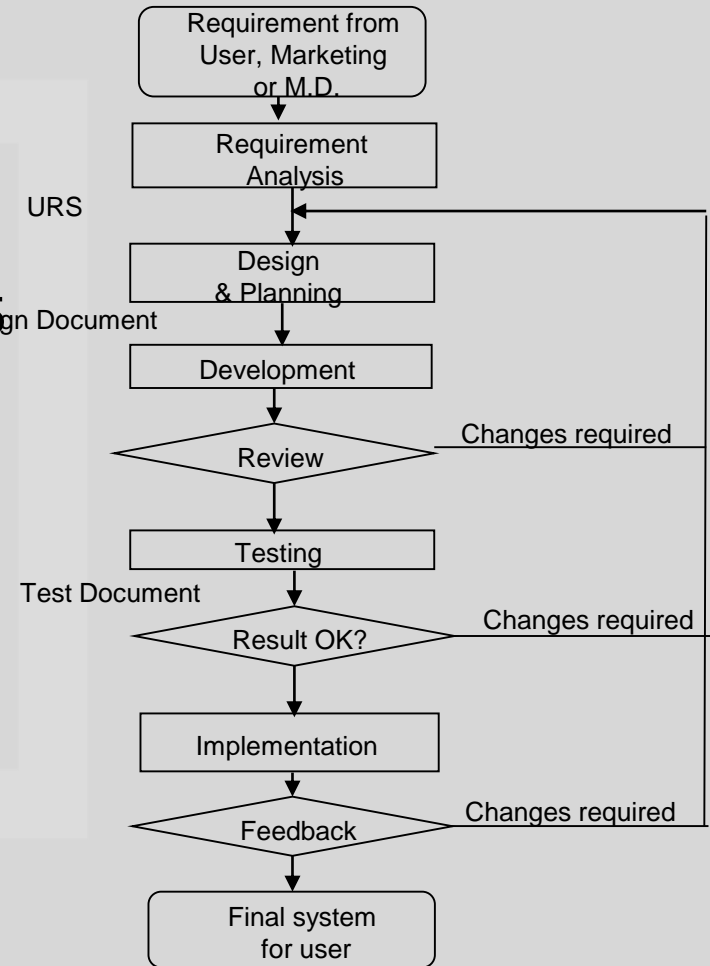 Requirement from
User, Marketing
or M.D.
Requirement
Analysis
URS
Design
& Planning
gn Document
Development
Changes required
Review
Testing
Test Document
Changes required
Result OK?
Implementation
Changes required
Feedback
Final system
for user